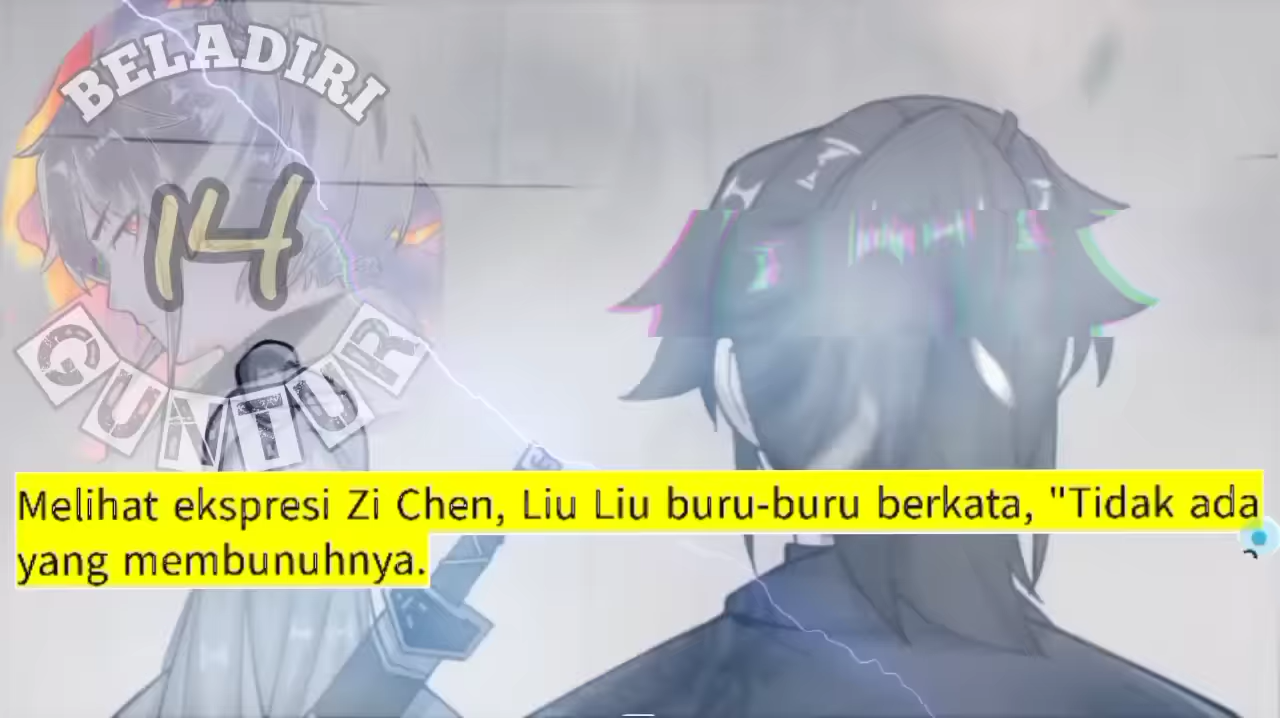 BELADIRI
14
GUNTUR
Melihat ekspresi Zi Chen, Liu Liu buru-buru berkata, "Tidak ada
yang membunuhnya.